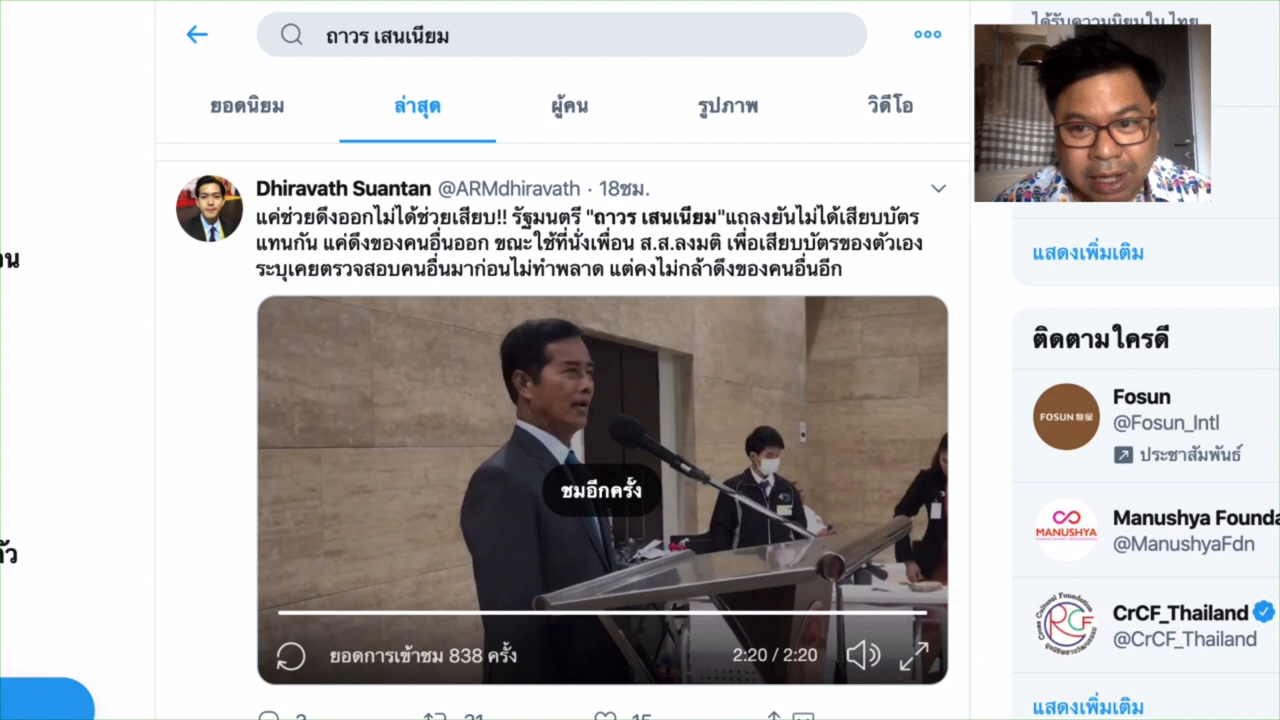 ถาวร เสนเนียม
ยอดนิยม
ล่าสุด
ผู้คน
รูปภาพ
วิดีโอ
Dhiravath Suantan @ARMdhiravath · 18ชม.
แค่ช่วยดึงออกไม่ได้ช่วยเสียบ!! รัฐมนตรี "ถาวร เสนเนียม"แถลงยันไม่ได้เสียบบัตร
แทนกัน แค่ดึงของคนอื่นออก ขณะใช้ที่นั่งเพื่อน ส.ส.ลงมติ เพื่อเสียบบัตรของตัวเอง
ระบุเคยตรวจสอบคนอื่นมาก่อนไม่ทำพลาด แต่คงไม่กล้าดึงของคนอื่นอีก
ชมอีกครั้ง
ยอดการเข้าชม 838 ครั้ง
2:20 / 2:20
แสดงเพิ่มเติม
ติดตามใครดี
FOSUN
Fosun
@Fosun_Intl
ประชาสัมพันธ์
MANUSHYA
Manushya Founda
@ManushyaFdn
CrCF_Thailand
@CrCF_Thailand
แสดงเพิ่มเติม